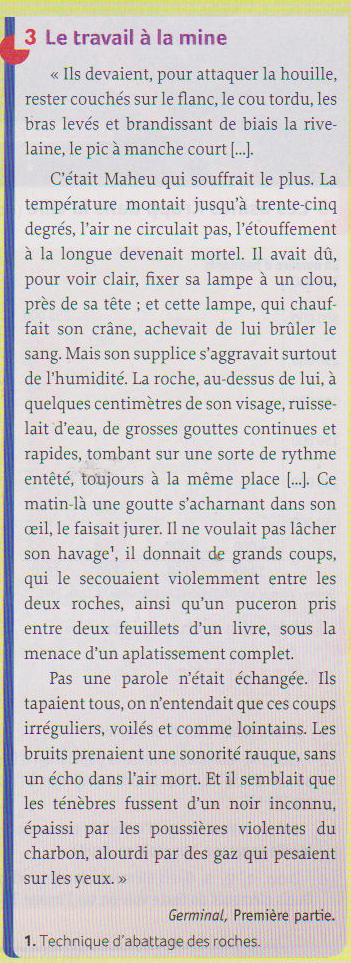 3 Le travail à la mine
« Ils devaient, pour attaquer la houille,
rester couchés sur le flanc, le cou tordu, les
bras levés et brandissant de biais la rive-
laine, le pic à manche court [...].
C'était Maheu qui souffrait le plus. La
température montait jusqu'à trente-cinq
degrés, l'air ne circulait pas, l'étouffement
à la longue devenait mortel. Il avait dû,
pour voir clair, fixer sa lampe à un clou,
près de sa tête ; et cette lampe, qui chauf-
fait son crâne, achevait de lui brûler le
sang. Mais son supplice s'aggravait surtout
de l'humidité. La roche, au-dessus de lui, à
quelques centimètres de son visage, ruisse-
lait d'eau, de grosses gouttes continues et
rapides, tombant sur une sorte de rythme
entêté, toujours à la même place [...]. Ce
matin-là une goutte s'acharnant dans son
œil, le faisait jurer. Il ne voulait pas lâcher
son havage¹, il donnait de grands coups,
qui le secouaient violemment entre les
deux roches, ainsi qu'un puceron pris
entre deux feuillets d'un livre, sous la
menace d'un aplatissement complet.
Pas une parole n'était échangée. Ils
tapaient tous, on n'entendait que ces coups
irréguliers, voilés et comme lointains. Les
bruits prenaient une sonorité rauque, sans
un écho dans l'air mort. Et il semblait que
les ténèbres fussent d'un noir inconnu,
épaissi par les poussières violentes du
charbon, alourdi par des gaz qui pesaient
sur les yeux. »
Germinal, Première partie.
1. Technique d'abattage des roches.